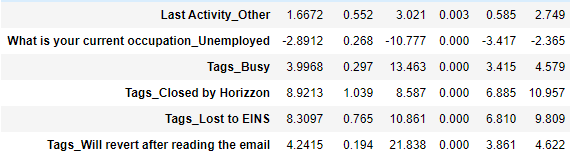 Last Activity_Other 1.6672 0.552 3.021 0.003 0.585 2.749
What is your current occupation_Unemployed -2.8912 0.268 -10.777 0.000 -3.417 -2.365
Tags_Busy 3.9968 0.297 13.463 0.000 3.415 4.579
Tags_Closed by Horizzon 8.9213 1.039 8.587 0.000 6.885 10.957
Tags_Lost to EINS 8.3097 0.765 10.861 0.000 6.810 9.809
Tags_Will revert after reading the email 4.2415 0.194 21.838 0.000 3.861 4.622